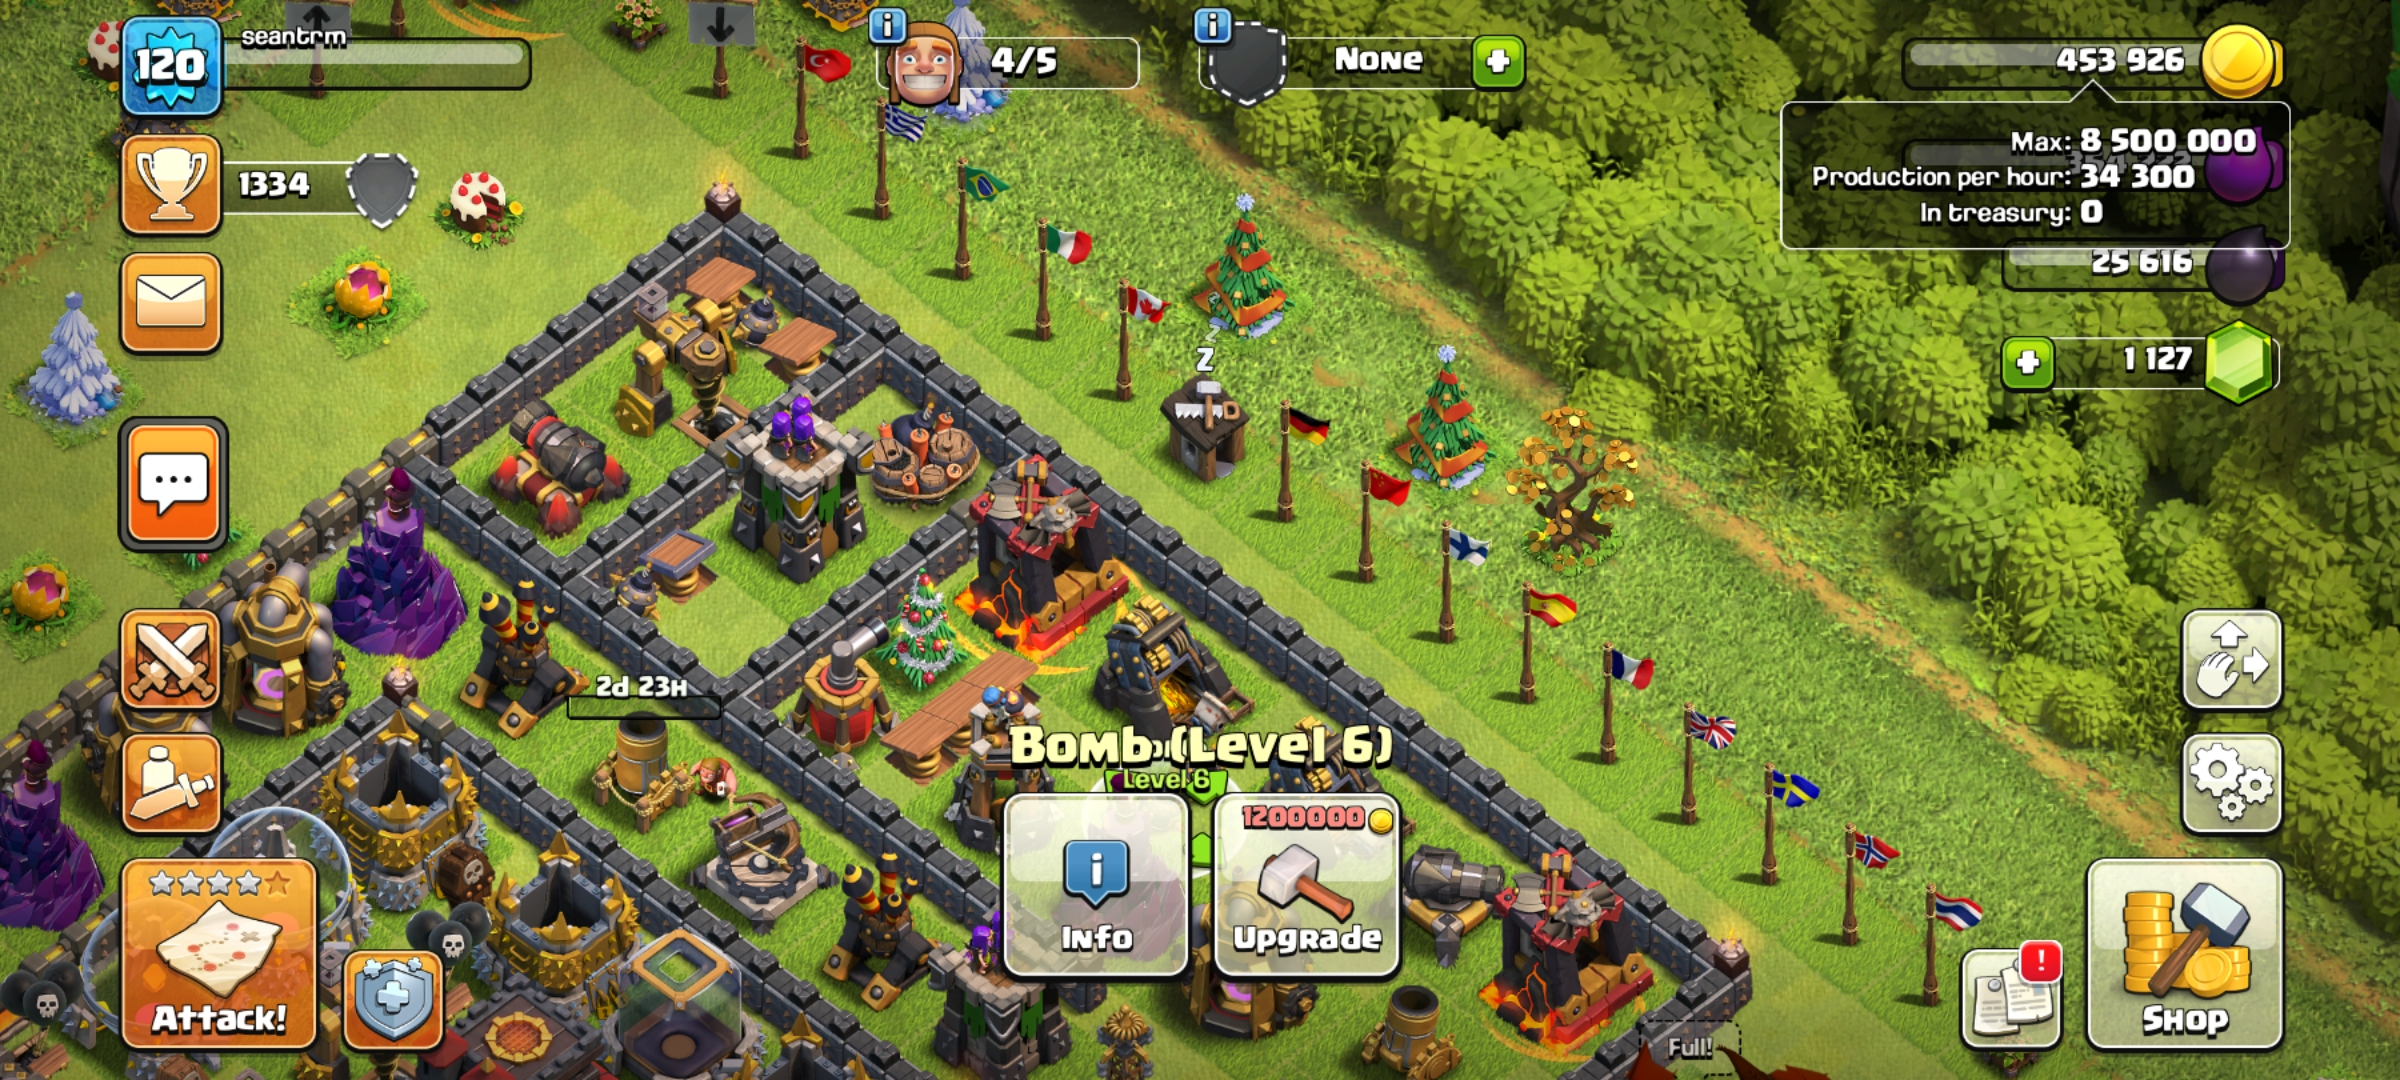 120
seantrm
4/5
None
453 926
Max: 8 500 000
Production per hour: 34 300
In treasury: 0
1334
25 616
1 127
Z
2d 23h
Bomb (Level 6)
Level 6
1200000
Info
Upgrade
Attack!
Shop
Full!